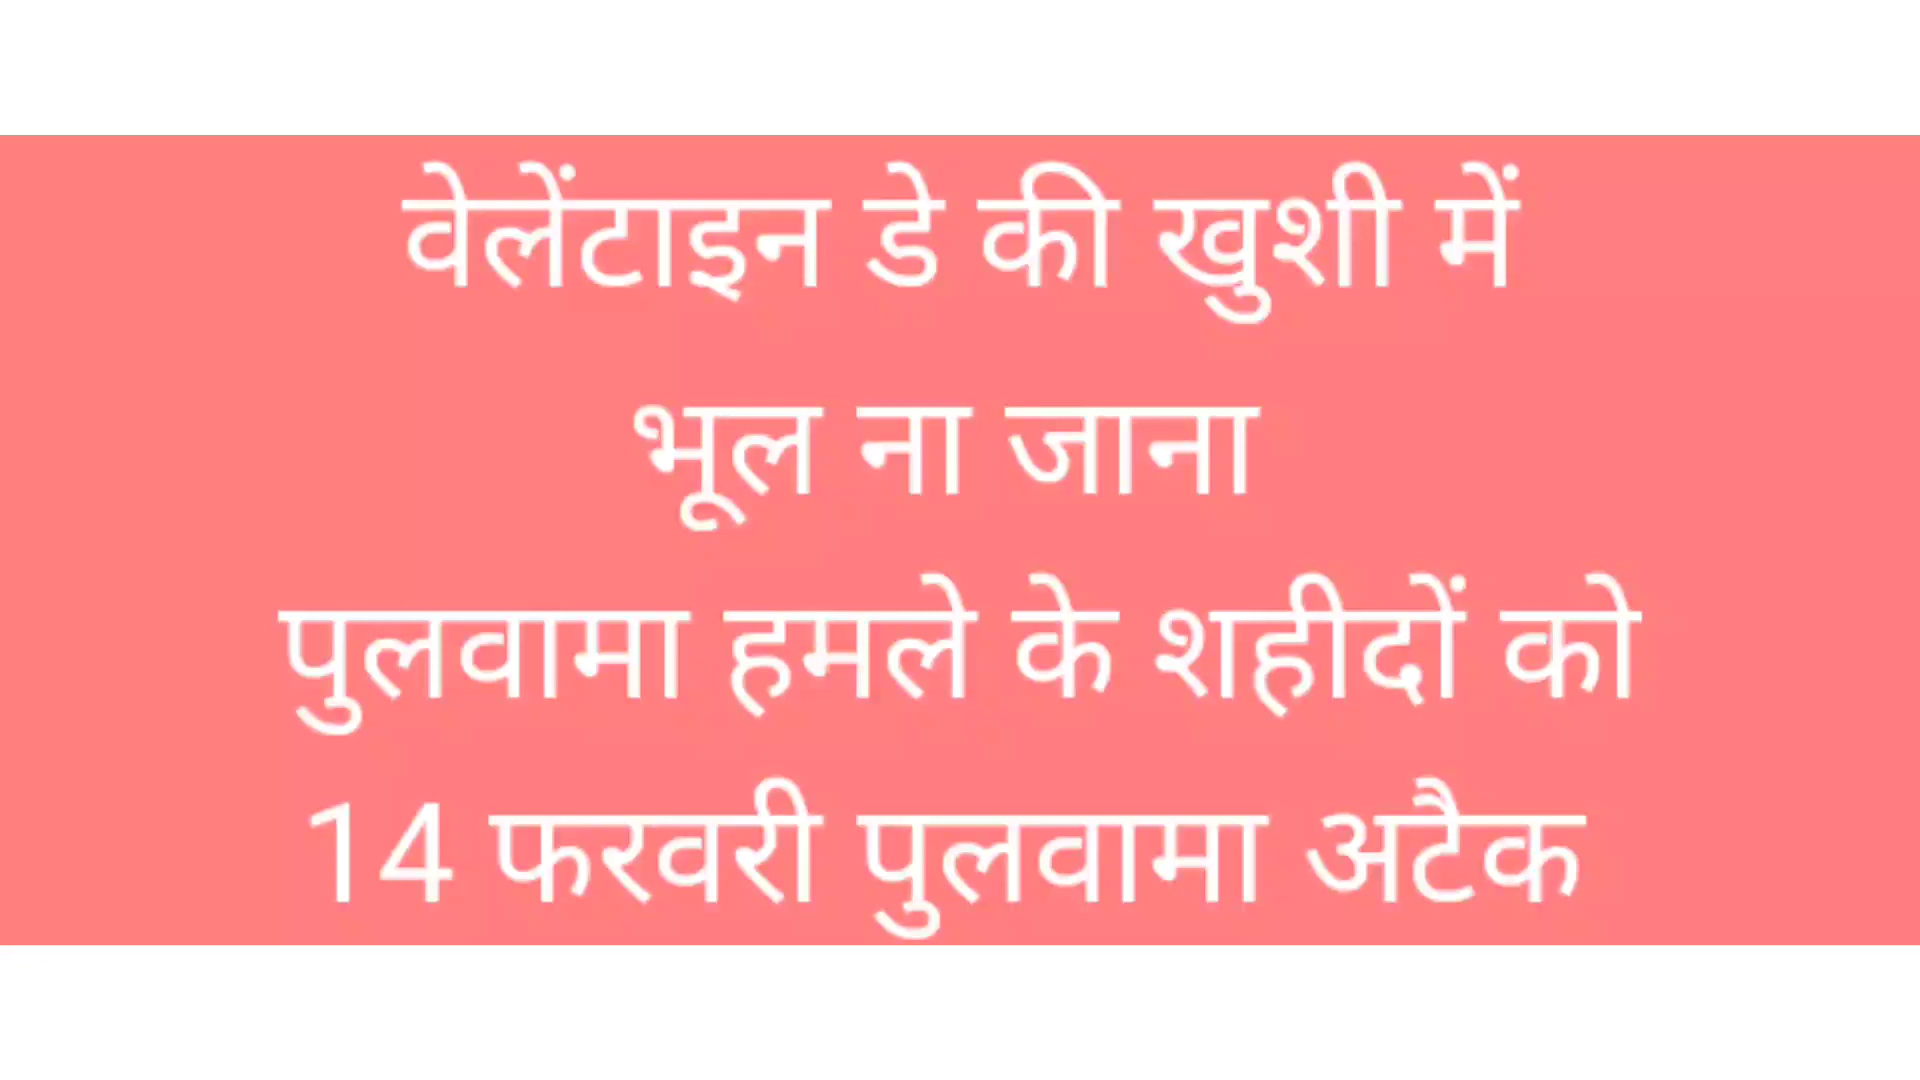 वेलेंटाइन डे की खुशी में
भूल ना जाना
पुलवामा हमले के शहीदों को
14 फरवरी पुलवामा अटैक